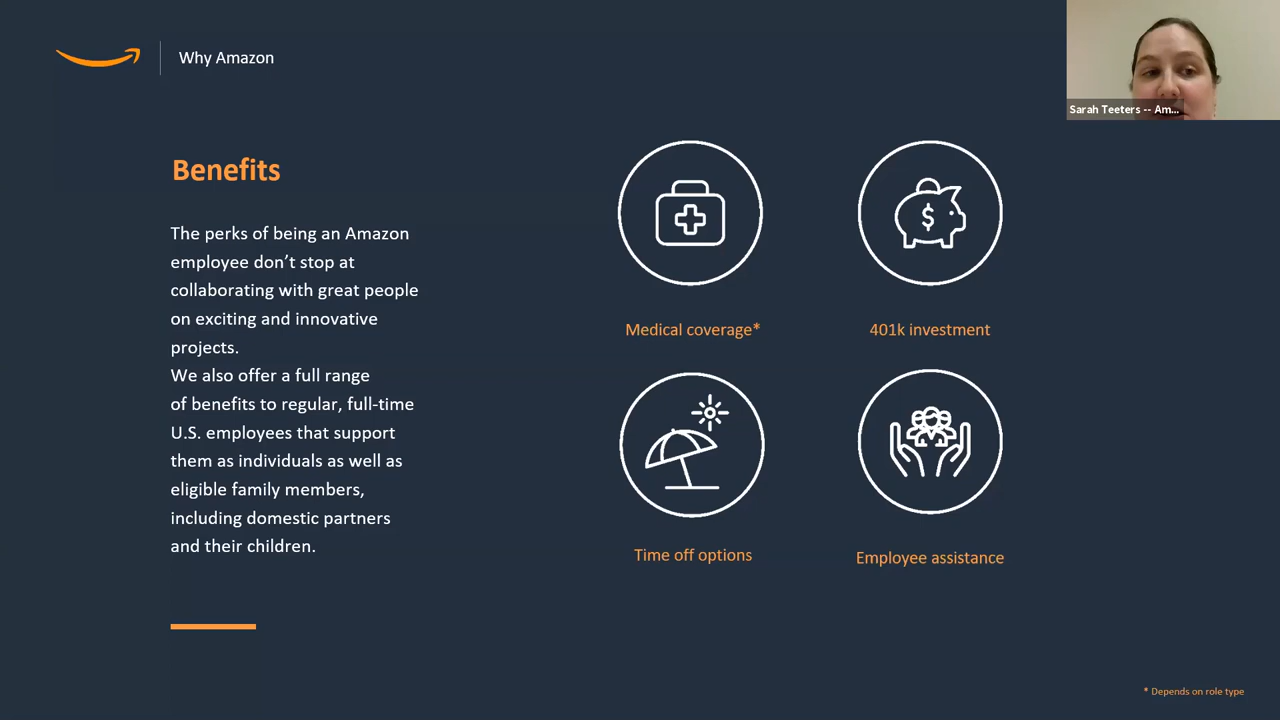 Why Amazon
Sarah Teeters -- Am...
Benefits
The perks of being an Amazon
employee don’t stop at
collaborating with great people
on exciting and innovative
projects.
We also offer a full range
of benefits to regular, full-time
U.S. employees that support
them as individuals as well as
eligible family members,
including domestic partners
and their children.
$
Medical coverage*
401k investment
Time off options
Employee assistance
* Depends on role type